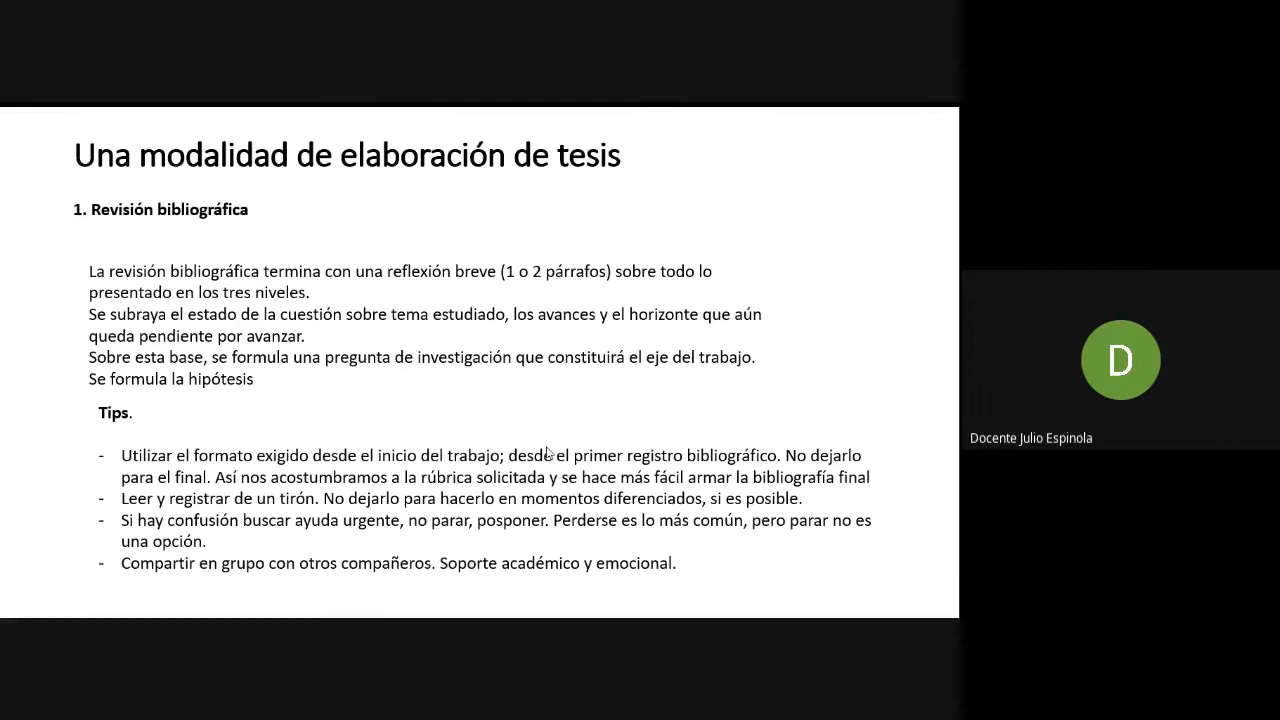 Una modalidad de elaboración de tesis
1. Revisión bibliográfica
La revisión bibliográfica termina con una reflexión breve (1 o 2 párrafos) sobre todo lo
presentado en los tres niveles.
Se subraya el estado de la cuestión sobre tema estudiado, los avances y el horizonte que aún
queda pendiente por avanzar.
Sobre esta base, se formula una pregunta de investigación que constituirá el eje del trabajo.
Se formula la hipótesis
Tips.
- Utilizar el formato exigido desde el inicio del trabajo; desde el primer registro bibliográfico. No dejarlo
para el final. Así nos acostumbramos a la rúbrica solicitada y se hace más fácil armar la bibliografía final
- Leer y registrar de un tirón. No dejarlo para hacerlo en momentos diferenciados, si es posible.
- Si hay confusión buscar ayuda urgente, no parar, posponer. Perderse es lo más común, pero parar no es
una opción.
- Compartir en grupo con otros compañeros. Soporte académico y emocional.
D
Docente Julio Espinola